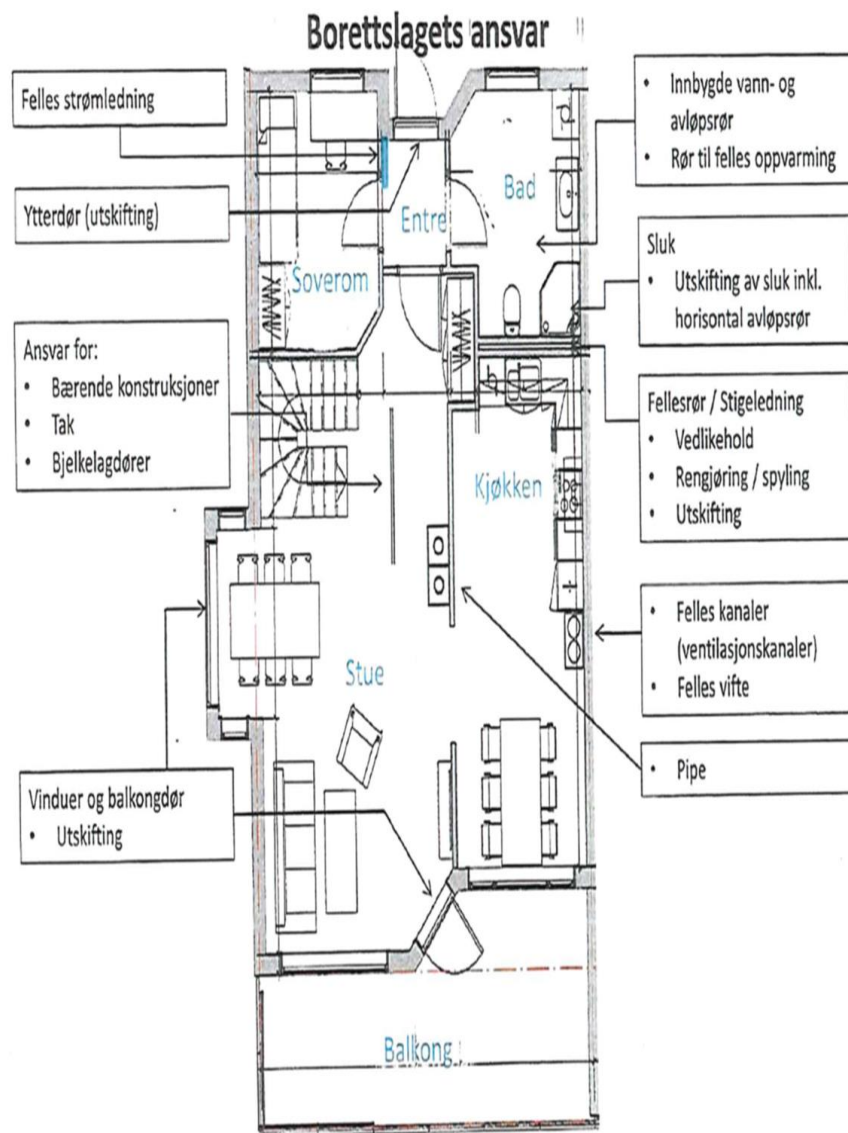 Borettslagets ansvar
Felles strømledning
Ytterdør (utskifting)
Ansvar for:
• Bærende konstruksjoner
• Tak
• Bjelkelagdører
Vinduer og balkongdør
• Utskifting
Soverom
Entre
Bad
Kjøkken
Stue
Balkong
• Innbygde vann- og
avløpsrør
• Rør til felles oppvarming
Sluk
• Utskifting av sluk inkl.
horisontal avløpsrør
Fellesrør / Stigeledning
• Vedlikehold
• Rengjøring / spyling
• Utskifting
• Felles kanaler
(ventilasjonskanaler)
• Felles vifte
• Pipe